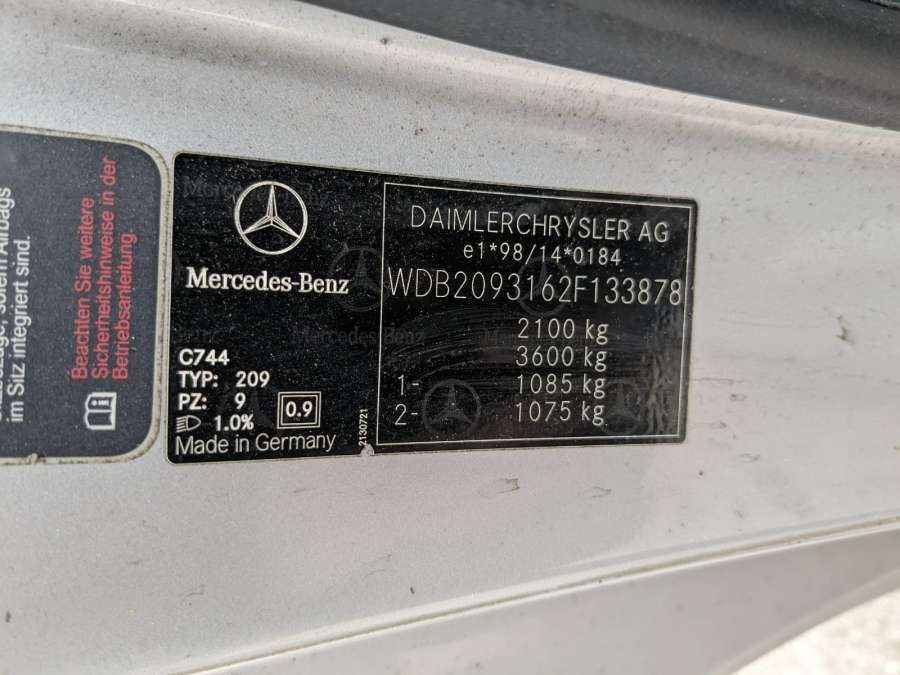 im Sitz integriert sind.
Beachten Sie weitere
Sicherheitshinweise in der
Betriebsanleitung.
Mercedes-Benz
C744
TYP: 209
PZ: 9
1.0% 0.9
Made in Germany
2130721
DAIMLERCHRYSLER AG
e1*98/14*0184
WDB2093162F133878
2100 kg
3600 kg
1- 1085 kg
2- 1075 kg